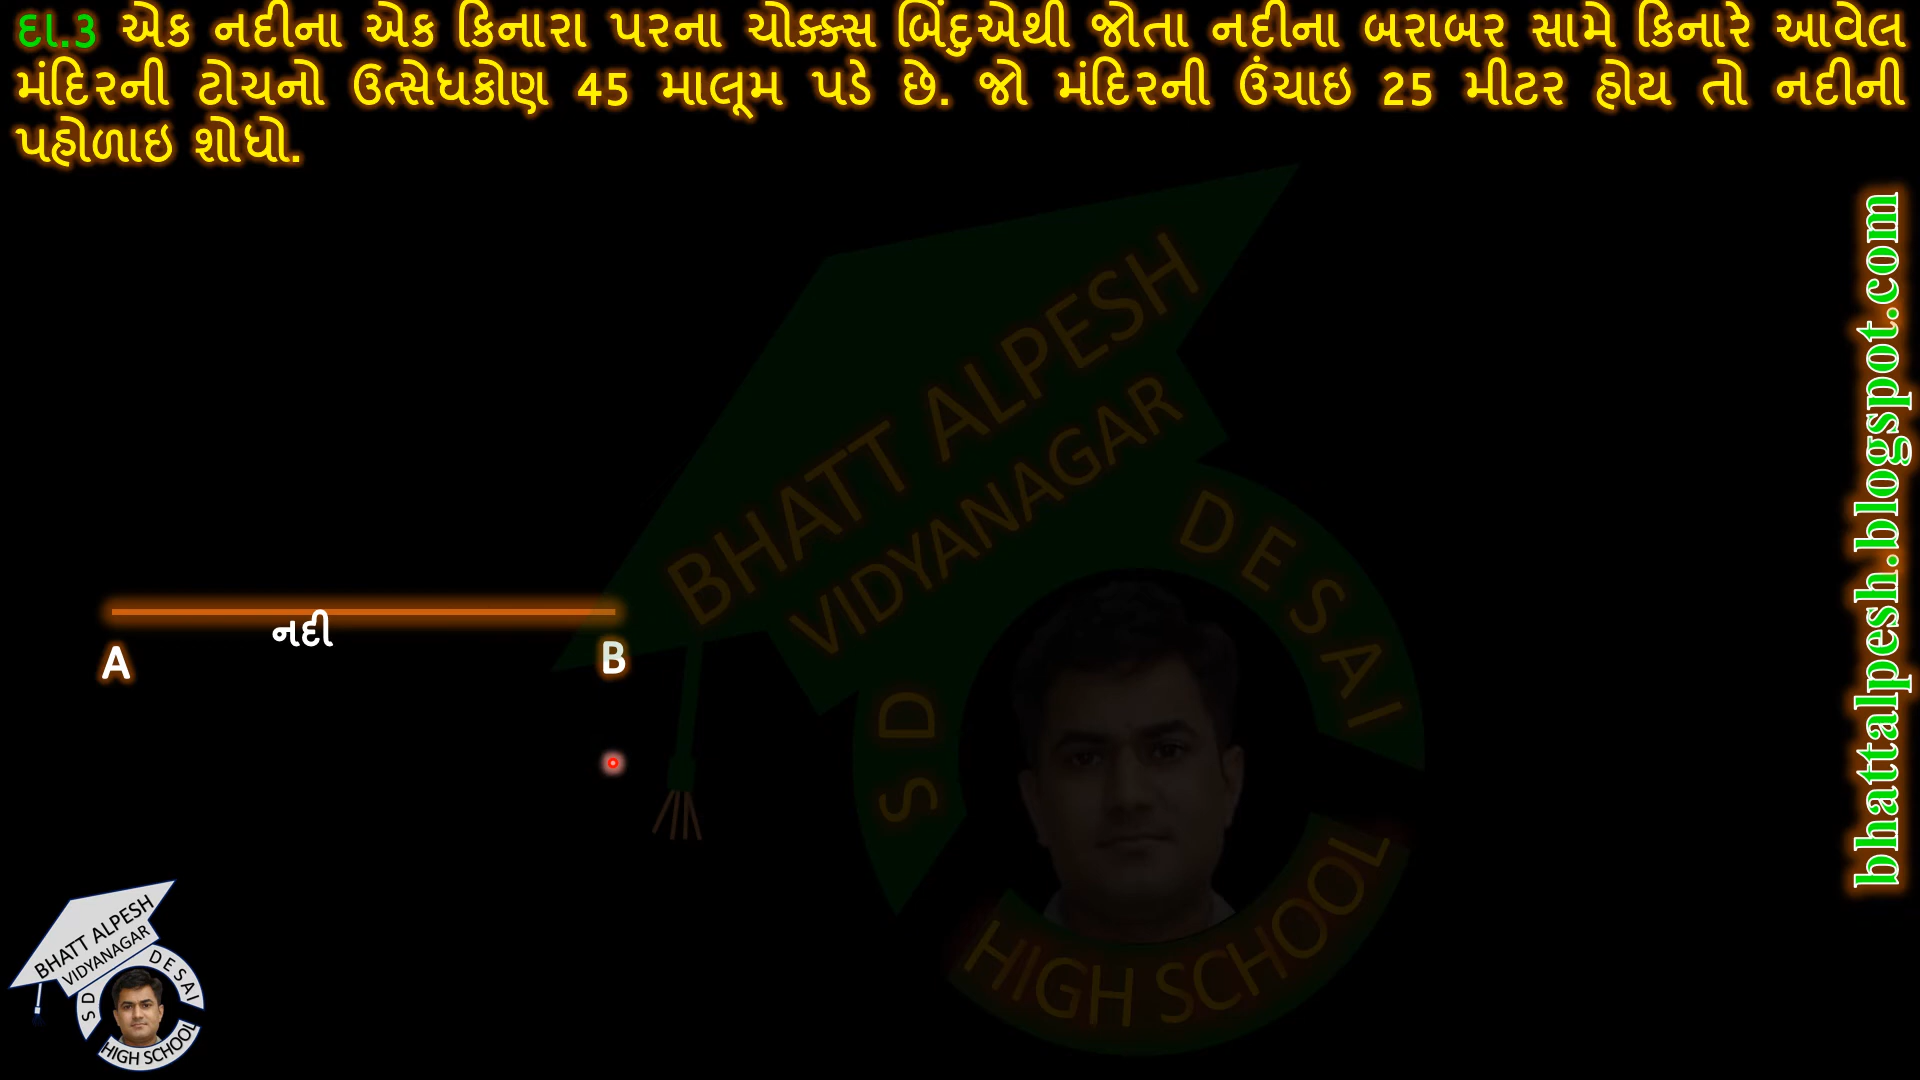 દા.3 એક નદીના એક કિનારા પરના ચોક્ક્સ બિંદુએથી જોતા નદીના બરાબર સામે કિનારે આવેલ
મંદિરની ટોચનો ઉત્સેધકોણ 45 માલૂમ પડે છે. જો મંદિરની ઉંચાઇ 25 મીટર હોય તો નદીની
પહોળાઇ શોધો.
BHATT ALPESH
VIDYANAGAR
S D DESAI
HIGH SCHOOL
bhattalpesh.blogspot.com
નદી
A
B
BHATT ALPESH
VIDYANAGAR
S D DESAI
HIGH SCHOOL